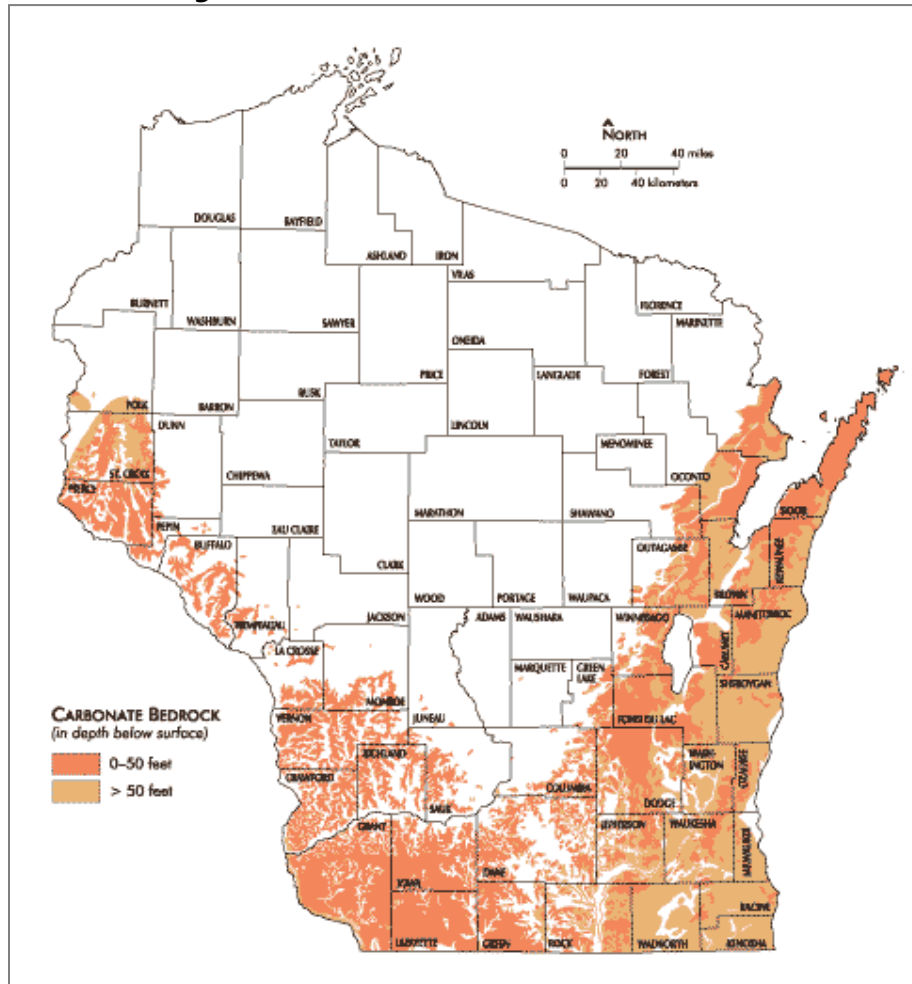 NORTH
0 20 40 miles
0 20 40 kilometers
DOUGLAS
BAYFIELD
ASHLAND
IRON
VILAS
BURNETT
WASHBURN
SAWYER
FLORENCE
MARINETTE
ONEIDA
PRICE
LANGLADE
FOREST
RUSK
POLK
BARRON
DUNN
TAYLOR
LINCOLN
MENOMINEE
ST. CROIX
CHIPPEWA
OCONTO
PIERCE
MARATHON
SHAWANO
DOOR
PEPIN
EAU CLAIRE
BUFFALO
OUTAGAMIE
KEWAUNEE
CLARK
WOOD
PORTAGE
WAUPACA
BROWN
JACKSON
ADAMS
WAUSHARA
WINNEBAGO
MANITOWOC
TREMPEALEAU
LA CROSSE
MARQUETTE
GREEN
LAKE
CALUMET
SHEBOYGAN
MONROE
VERNON
JUNEAU
FOND DU LAC
CARBONATE BEDROCK
(in depth below surface)
0–50 feet
> 50 feet
RICHLAND
WASH-
INGTON
OZAUKEE
CRAWFORD
SAUK
COLUMBIA
DODGE
GRANT
JEFFERSON
WAUKESHA
MILWAUKEE
IOWA
DANE
RACINE
LAFAYETTE
GREEN
ROCK
WALWORTH
KENOSHA